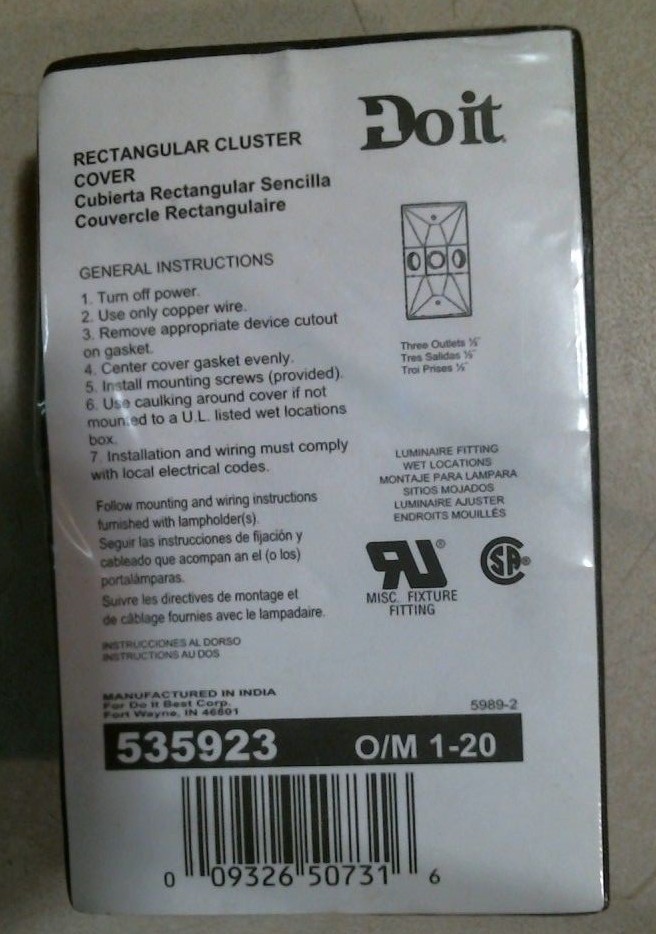 Do it
RECTANGULAR CLUSTER
COVER
Cubierta Rectangular Sencilla
Couvercle Rectangulaire
GENERAL INSTRUCTIONS
1. Turn off power.
2. Use only copper wire.
3. Remove appropriate device cutout
on gasket.
4. Center cover gasket evenly.
5. Install mounting screws (provided).
6. Use caulking around cover if not
mounted to a U.L. listed wet locations
box.
7. Installation and wiring must comply
with local electrical codes.
Follow mounting and wiring instructions
furnished with lampholder(s).
Seguir las instrucciones de fijación y
cableado que acompan an el (o los)
portalámparas.
Suivre les directives de montage et
de câblage fournies avec le lampadaire.
INSTRUCCIONES AL DORSO
INSTRUCTIONS AU DOS
Three Outlets ½"
Tres Salidas ½"
Troi Prises ½"
LUMINAIRE FITTING
WET LOCATIONS
MONTAJE PARA LAMPARA
SITIOS MOJADOS
LUMINAIRE AJUSTER
ENDROITS MOUILLÉS
RU® SA®
MISC. FIXTURE
FITTING
MANUFACTURED IN INDIA
For Do it Best Corp.
Fort Wayne, IN 46801
5989-2
535923 O/M 1-20
0 09326 50731 6